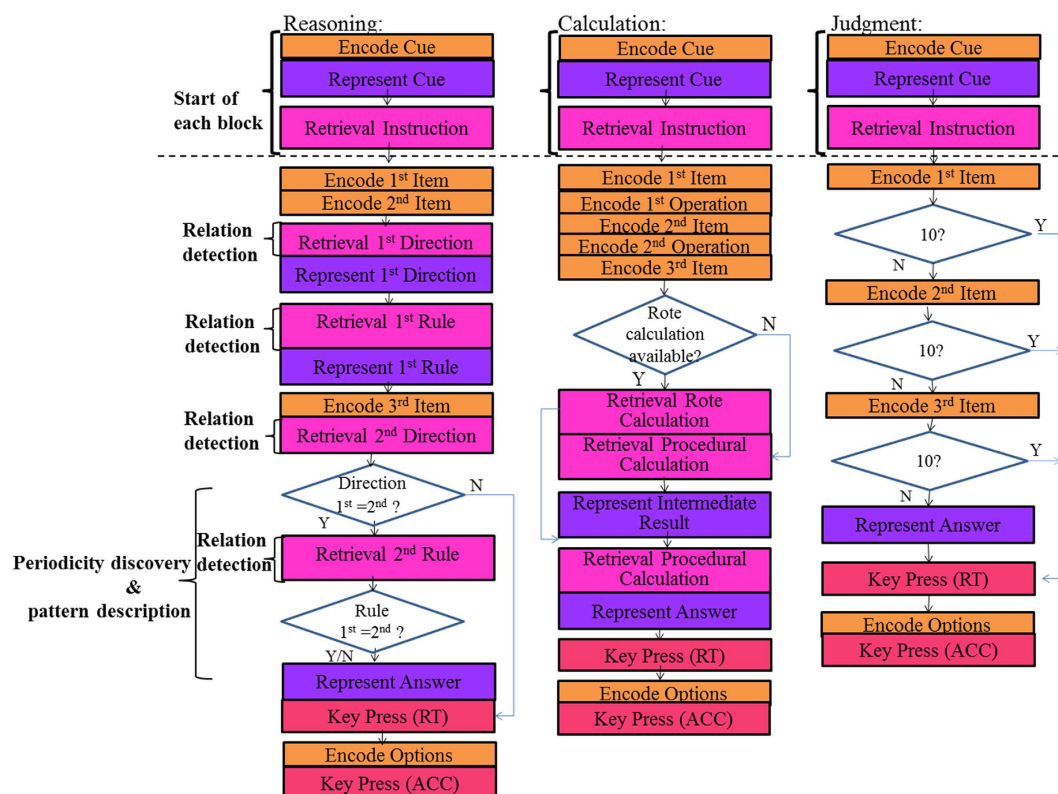 Reasoning:
Encode Cue
Represent Cue
Retrieval Instruction
Start of
each block
Encode 1st Item
Encode 2nd Item
Relation
detection
Retrieval 1st Direction
Represent 1st Direction
Relation
detection
Retrieval 1st Rule
Represent 1st Rule
Encode 3rd Item
Relation
detection
Retrieval 2nd Direction
Direction
1st =2nd ?
N
Y
Relation
detection
Retrieval 2nd Rule
Periodicity discovery
&
pattern description
Rule
1st=2nd ?
Y/N
Represent Answer
Key Press (RT)
Encode Options
Key Press (ACC)
Calculation:
Encode Cue
Represent Cue
Retrieval Instruction
Encode 1st Item
Encode 1st Operation
Encode 2nd Item
Encode 2nd Operation
Encode 3rd Item
Rote
calculation
available?
N
Y
Retrieval Rote
Calculation
Retrieval Procedural
Calculation
Represent Intermediate
Result
Retrieval Procedural
Calculation
Represent Answer
Key Press (RT)
Encode Options
Key Press (ACC)
Judgment:
Encode Cue
Represent Cue
Retrieval Instruction
Encode 1st Item
10?
Y
N
Encode 2nd Item
10?
Y
N
Encode 3rd Item
10?
Y
N
Represent Answer
Key Press (RT)
Encode Options
Key Press (ACC)